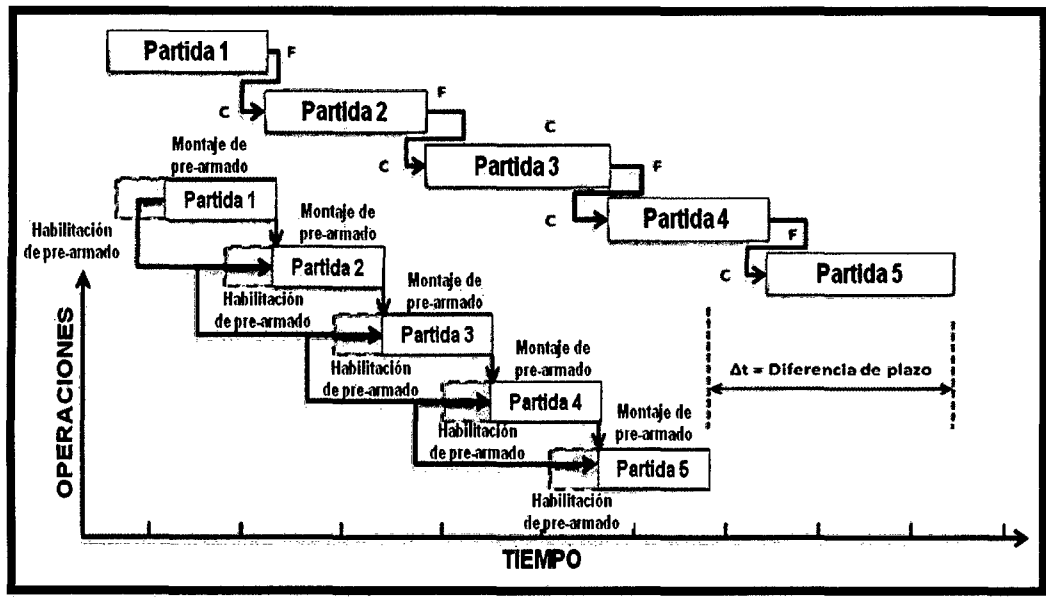 Partida 1
F
C
Partida 2
F
C
C
Partida 3
F
C
Partida 4
F
C
Partida 5
Montaje de
pre-armado
Partida 1
Habilitación
de pre-armado
Montaje de
pre-armado
Partida 2
Habilitación
de pre-armado
Montaje de
pre-armado
Partida 3
Habilitación
de pre-armado
Montaje de
pre-armado
Partida 4
Habilitación
de pre-armado
Montaje de
pre-armado
Partida 5
Habilitación
de pre-armado
Δt = Diferencia de plazo
OPERACIONES
TIEMPO